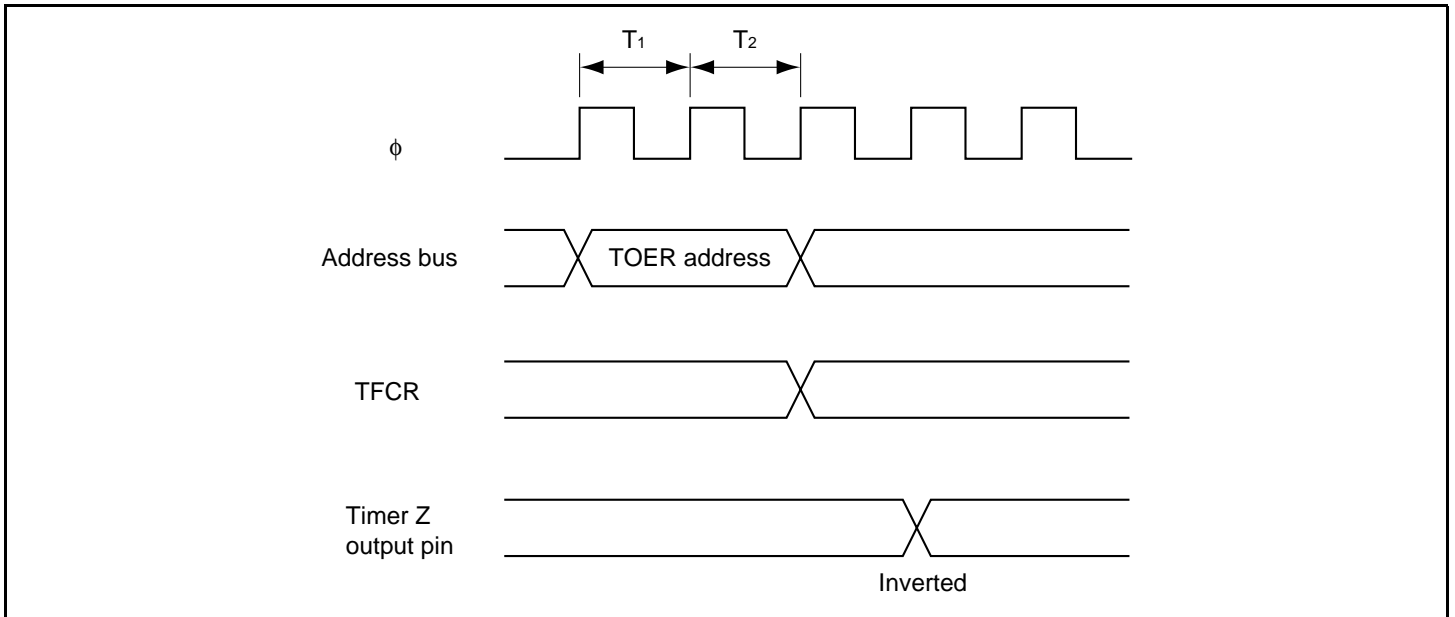 T1 T2
ϕ
Address bus
TOER address
TFCR
Timer Z
output pin
Inverted